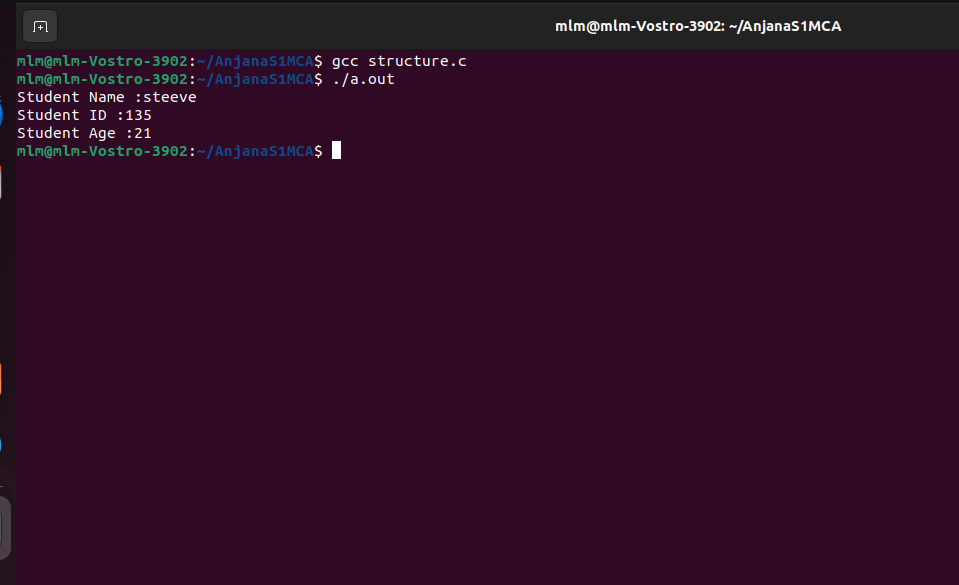 mlm@mlm-Vostro-3902: ~/AnjanaS1MCA
mlm@mlm-Vostro-3902:~/AnjanaS1MCA$ gcc structure.c
mlm@mlm-Vostro-3902:~/AnjanaS1MCA$ ./a.out
Student Name :steeve
Student ID :135
Student Age :21
mlm@mlm-Vostro-3902:~/AnjanaS1MCA$